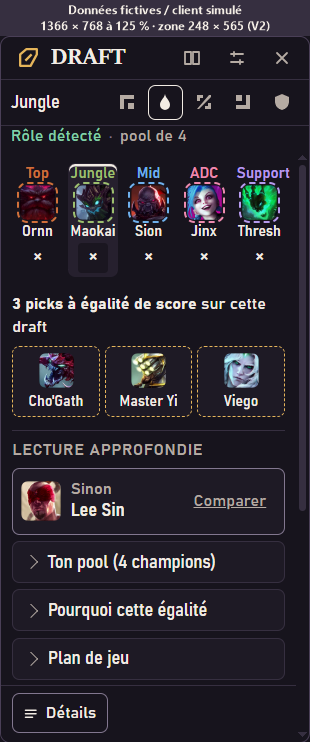 Données fictives / client simulé
1366 × 768 à 125 % · zone 248 × 565 (V2)
DRAFT
Jungle
Rôle détecté · pool de 4
Top Jungle Mid ADC Support
Ornn Maokai Sion Jinx Thresh
× × × × ×
3 picks à égalité de score sur cette
draft
Cho'Gath Master Yi Viego
LECTURE APPROFONDIE
Sinon
Lee Sin
Comparer
Ton pool (4 champions)
Pourquoi cette égalité
Plan de jeu
Détails